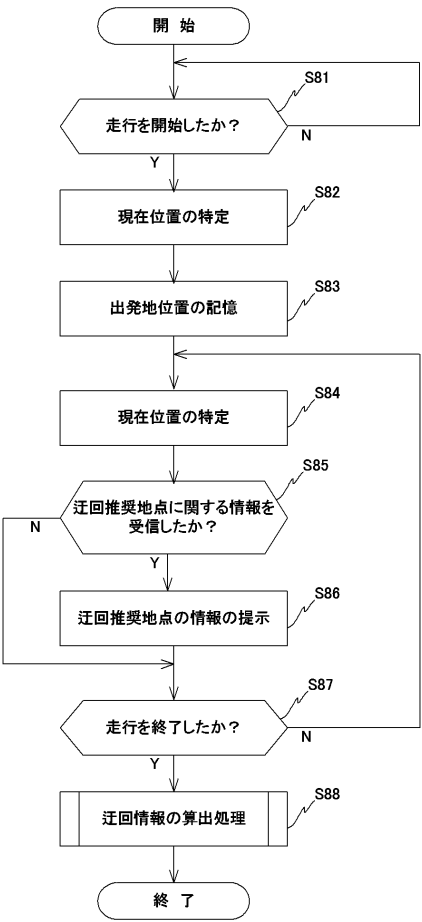 開 始
S81
走行を開始したか？
N
Y
S82
現在位置の特定
S83
出発地位置の記憶
S84
現在位置の特定
S85
迂回推奨地点に関する情報を
受信したか？
N
Y
S86
迂回推奨地点の情報の提示
S87
走行を終了したか？
N
Y
S88
迂回情報の算出処理
終 了